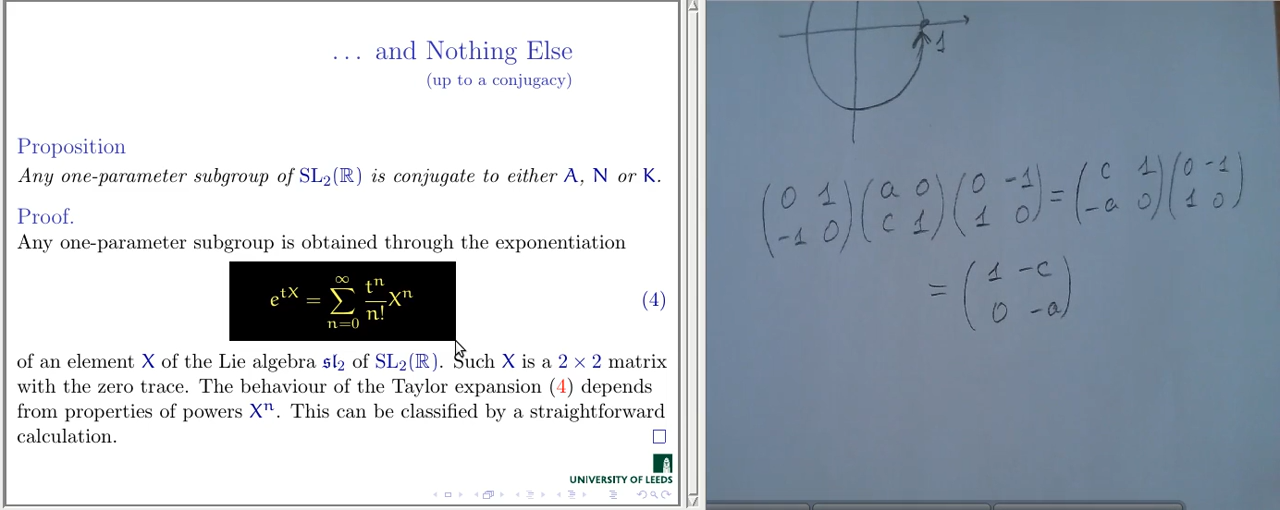 ... and Nothing Else
(up to a conjugacy)
Proposition
Any one-parameter subgroup of SL₂(ℝ) is conjugate to either A, N or K.
Proof.
Any one-parameter subgroup is obtained through the exponentiation
e^{tX} = ∑_{n=0}^{∞} t^n/n! X^n (4)
of an element X of the Lie algebra 𝔰𝔩₂ of SL₂(ℝ). Such X is a 2 × 2 matrix
with the zero trace. The behaviour of the Taylor expansion (4) depends
from properties of powers Xⁿ. This can be classified by a straightforward
calculation. □
UNIVERSITY OF LEEDS
1
(0 1; -1 0)(a 0; c 1)(0 -1; 1 0) = (c 1; -a 0)(0 -1; 1 0)
= (1 -c; 0 -a)